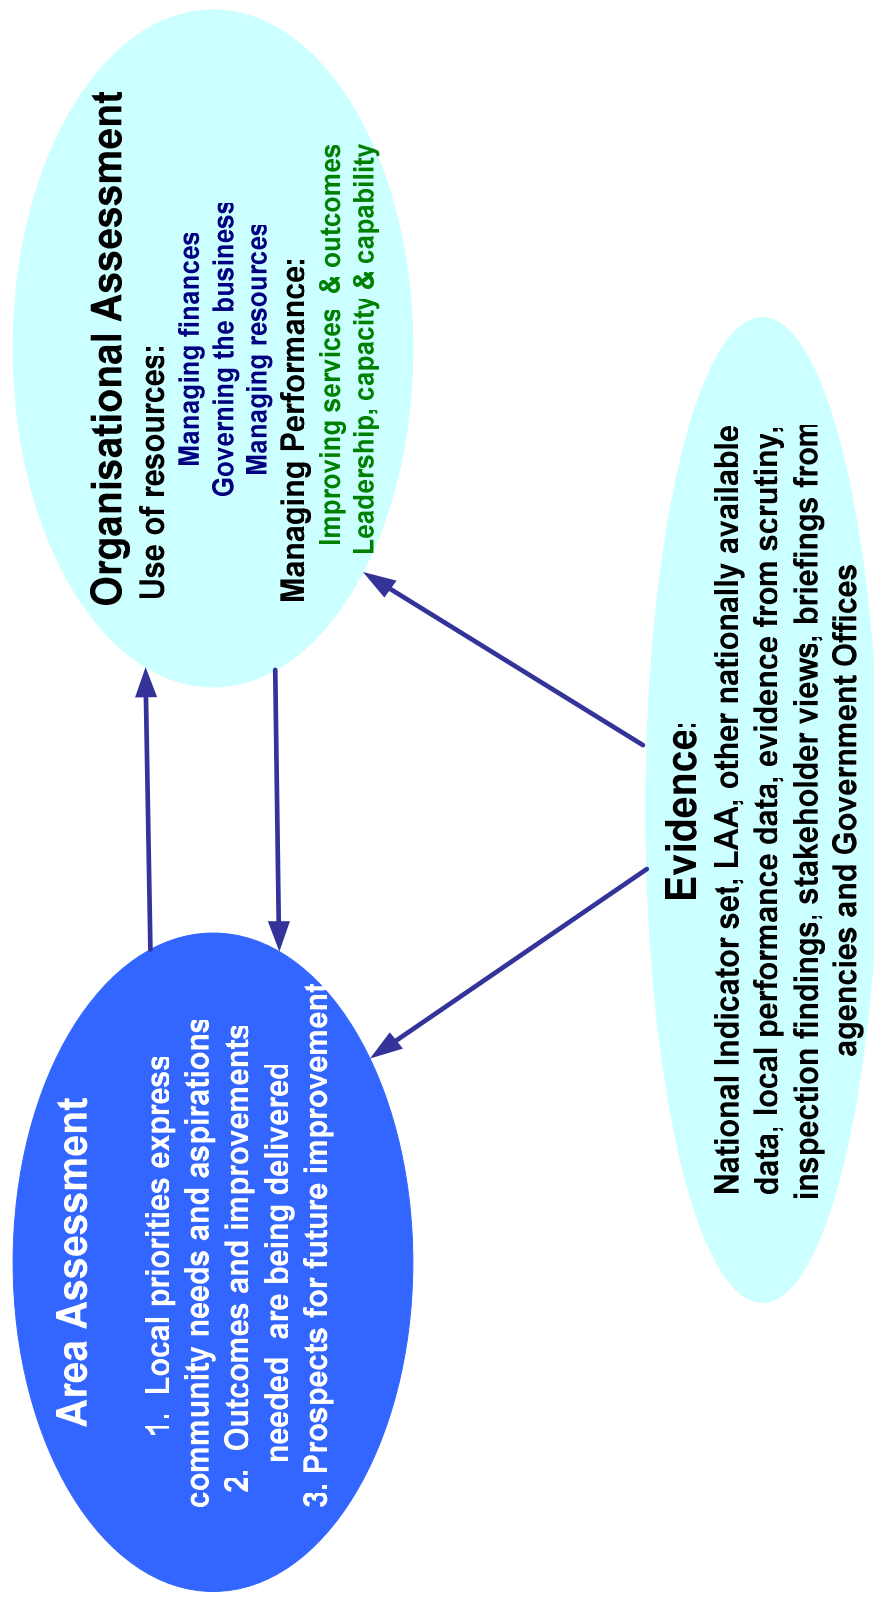 Area Assessment
1. Local priorities express
community needs and aspirations
2. Outcomes and improvements
needed are being delivered
3. Prospects for future improvement
Organisational Assessment
Use of resources:
Managing finances
Governing the business
Managing resources
Managing Performance:
Improving services & outcomes
Leadership, capacity & capability
Evidence:
National Indicator set, LAA, other nationally available
data, local performance data, evidence from scrutiny,
inspection findings, stakeholder views, briefings from
agencies and Government Offices